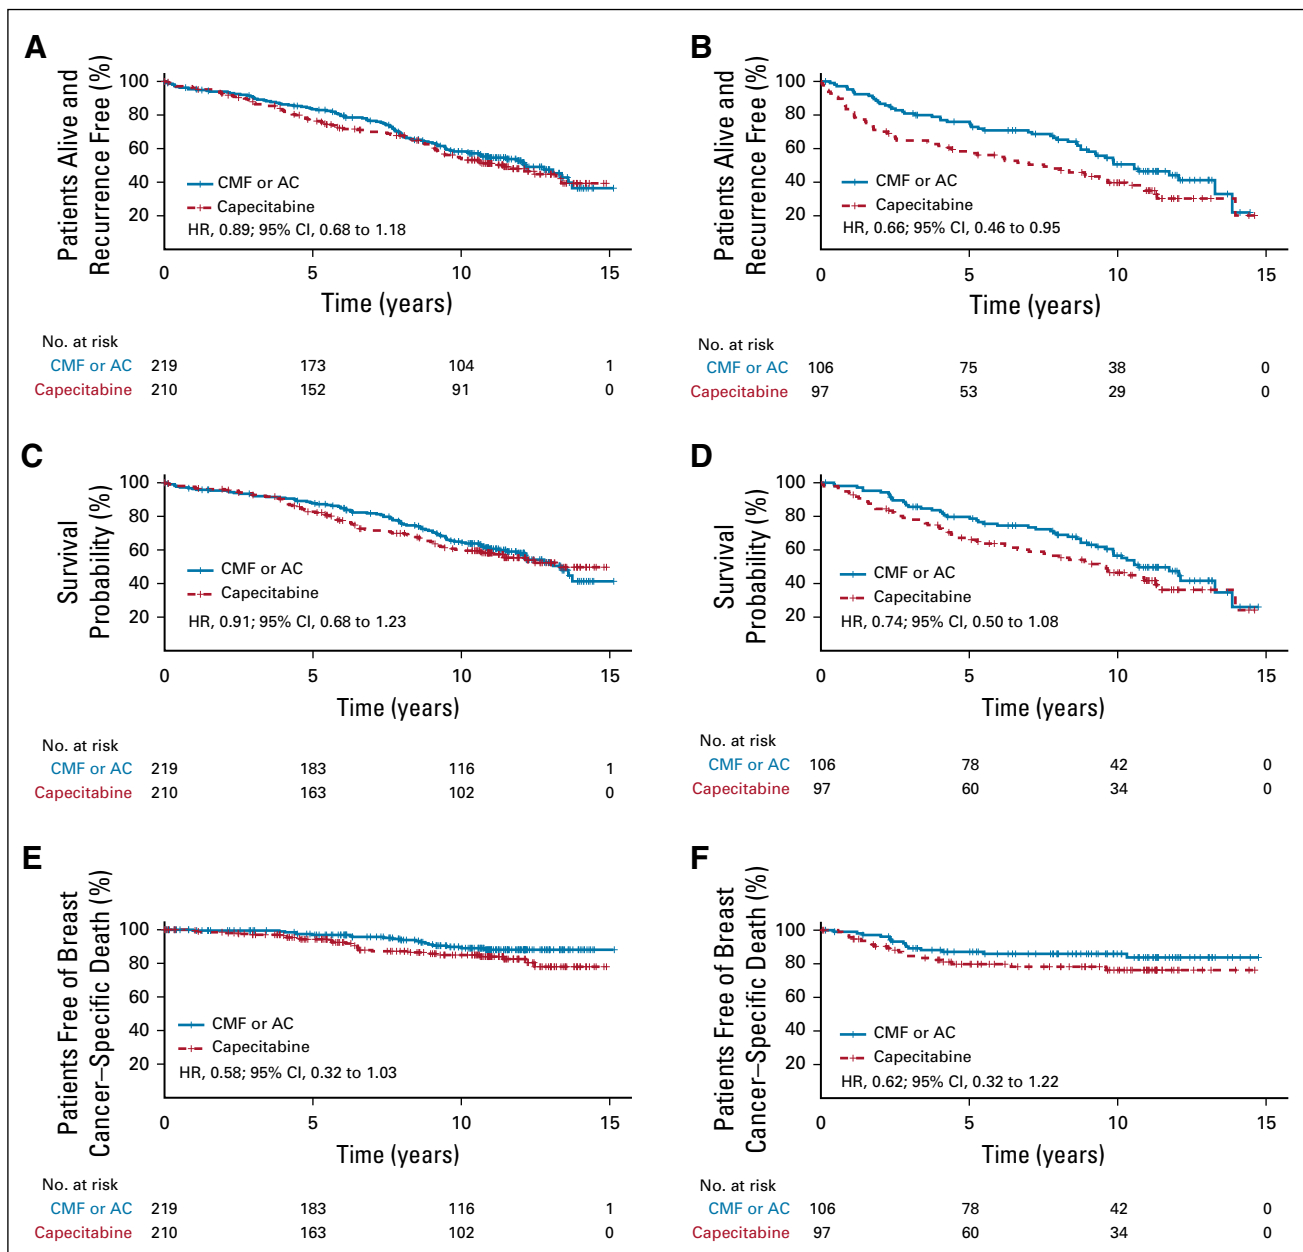 A
Patients Alive and
Recurrence Free (%)
100
80
60
40
20
CMF or AC
Capecitabine
HR, 0.89; 95% CI, 0.68 to 1.18
0 5 10 15
Time (years)
No. at risk
CMF or AC 219 173 104 1
Capecitabine 210 152 91 0
B
Patients Alive and
Recurrence Free (%)
100
80
60
40
20
CMF or AC
Capecitabine
HR, 0.66; 95% CI, 0.46 to 0.95
0 5 10 15
Time (years)
No. at risk
CMF or AC 106 75 38 0
Capecitabine 97 53 29 0
C
Survival
Probability (%)
100
80
60
40
20
CMF or AC
Capecitabine
HR, 0.91; 95% CI, 0.68 to 1.23
0 5 10 15
Time (years)
No. at risk
CMF or AC 219 183 116 1
Capecitabine 210 163 102 0
D
Survival
Probability (%)
100
80
60
40
20
CMF or AC
Capecitabine
HR, 0.74; 95% CI, 0.50 to 1.08
0 5 10 15
Time (years)
No. at risk
CMF or AC 106 78 42 0
Capecitabine 97 60 34 0
E
Patients Free of Breast
Cancer–Specific Death (%)
100
80
60
40
20
CMF or AC
Capecitabine
HR, 0.58; 95% CI, 0.32 to 1.03
0 5 10 15
Time (years)
No. at risk
CMF or AC 219 183 116 1
Capecitabine 210 163 102 0
F
Patients Free of Breast
Cancer–Specific Death (%)
100
80
60
40
20
CMF or AC
Capecitabine
HR, 0.62; 95% CI, 0.32 to 1.22
0 5 10 15
Time (years)
No. at risk
CMF or AC 106 78 42 0
Capecitabine 97 60 34 0